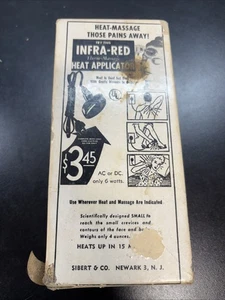 HEAT-MASSAGE
THOSE PAINS AWAY!
INFRA-RED
HEAT APPLICATOR
$3.45
AC or DC.
only 6 watts.
Use Wherever Heat and Massage Are Indicated.
Scientifically designed SMALL to
reach the small crevices and
contours of the face and
Weighs only 4 ounces.
HEATS UP IN 15
SIBERT & CO. NEWARK 3, N. J.